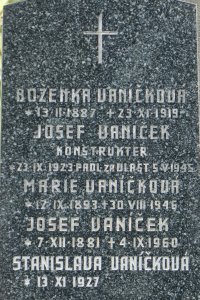 BOŽENKA VANÍČKOVÁ
*13·II·1887 +23·XI·1919
JOSEF VANÍČEK
KONSTRUKTER
*23·IX·1923 PADL ZA VLAST 5·V·1945
MARIE VANÍČKOVÁ
*17·IX·1893 +30·VIII·1946
JOSEF VANÍČEK
*7·XII·1881 +4·IX·1960
STANISLAVA VANÍČKOVÁ
*13 XI 1927